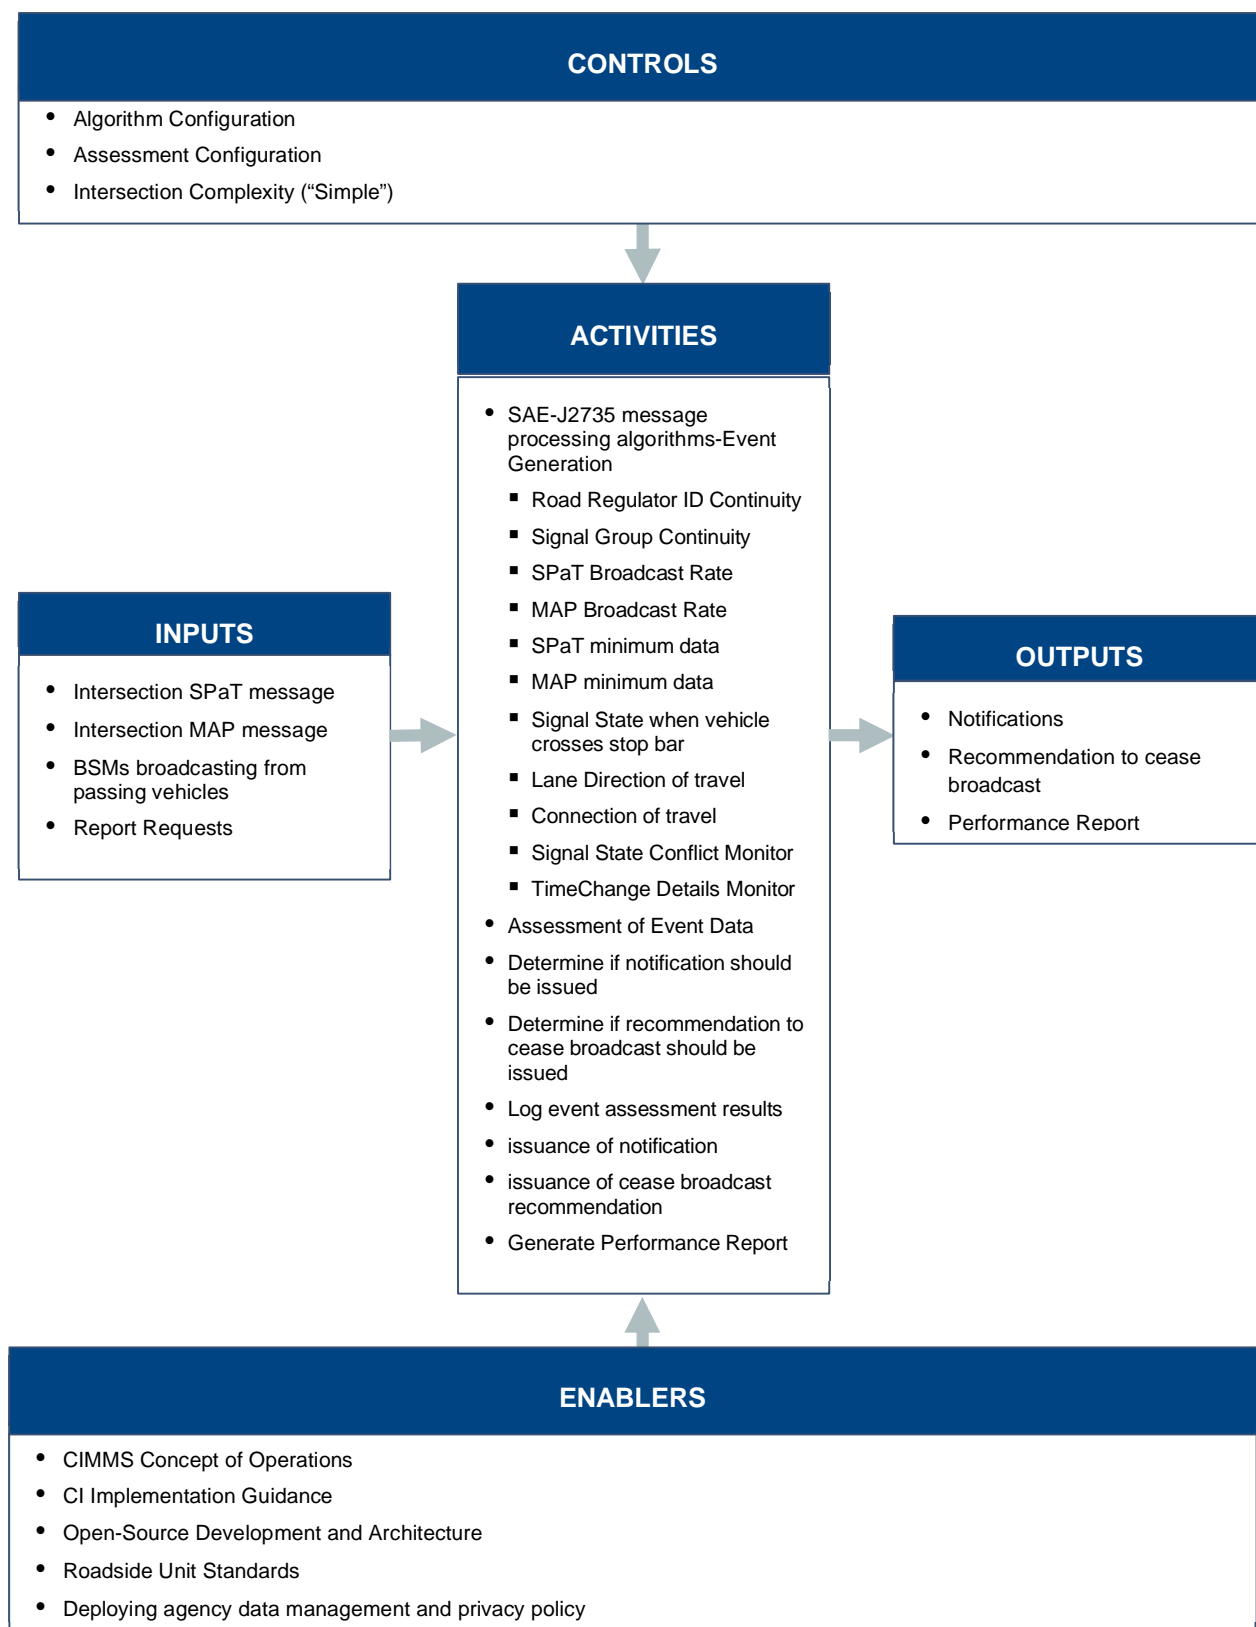 CONTROLS
• Algorithm Configuration
• Assessment Configuration
• Intersection Complexity (“Simple”)
ACTIVITIES
• SAE-J2735 message
processing algorithms-Event
Generation
▪ Road Regulator ID Continuity
▪ Signal Group Continuity
▪ SPaT Broadcast Rate
▪ MAP Broadcast Rate
▪ SPaT minimum data
▪ MAP minimum data
▪ Signal State when vehicle
crosses stop bar
▪ Lane Direction of travel
▪ Connection of travel
▪ Signal State Conflict Monitor
▪ TimeChange Details Monitor
• Assessment of Event Data
• Determine if notification should
be issued
• Determine if recommendation to
cease broadcast should be
issued
• Log event assessment results
• issuance of notification
• issuance of cease broadcast
recommendation
• Generate Performance Report
INPUTS
• Intersection SPaT message
• Intersection MAP message
• BSMs broadcasting from
passing vehicles
• Report Requests
OUTPUTS
• Notifications
• Recommendation to cease
broadcast
• Performance Report
ENABLERS
• CIMMS Concept of Operations
• CI Implementation Guidance
• Open-Source Development and Architecture
• Roadside Unit Standards
• Deploying agency data management and privacy policy